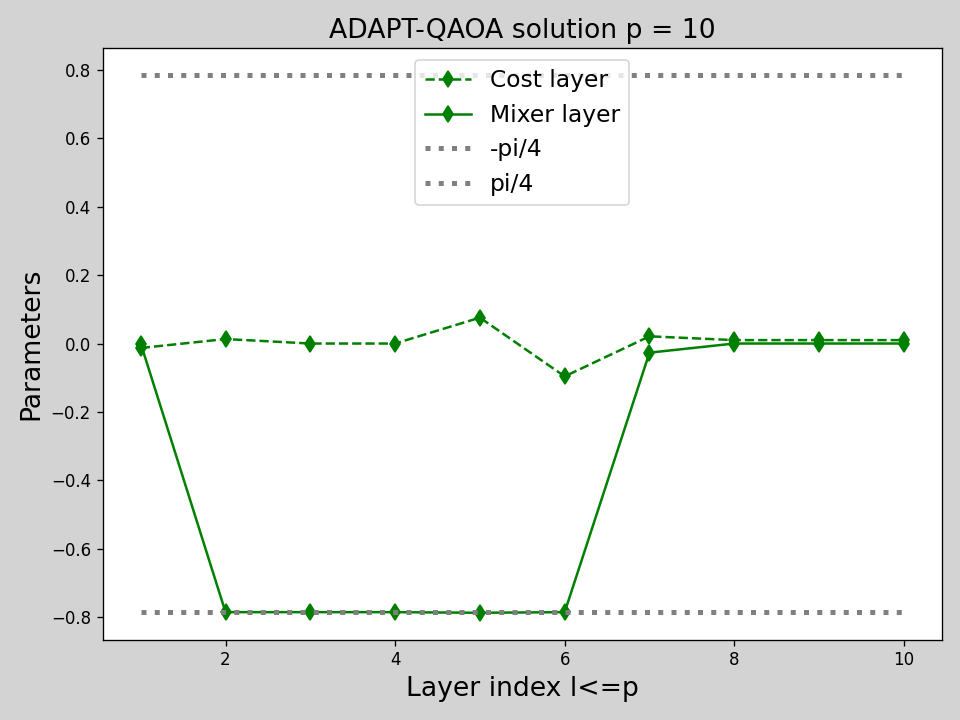 ADAPT-QAOA solution p = 10
Cost layer
Mixer layer
-pi/4
pi/4
Parameters
0.8
0.6
0.4
0.2
0.0
−0.2
−0.4
−0.6
−0.8
2
4
6
8
10
Layer index l<=p